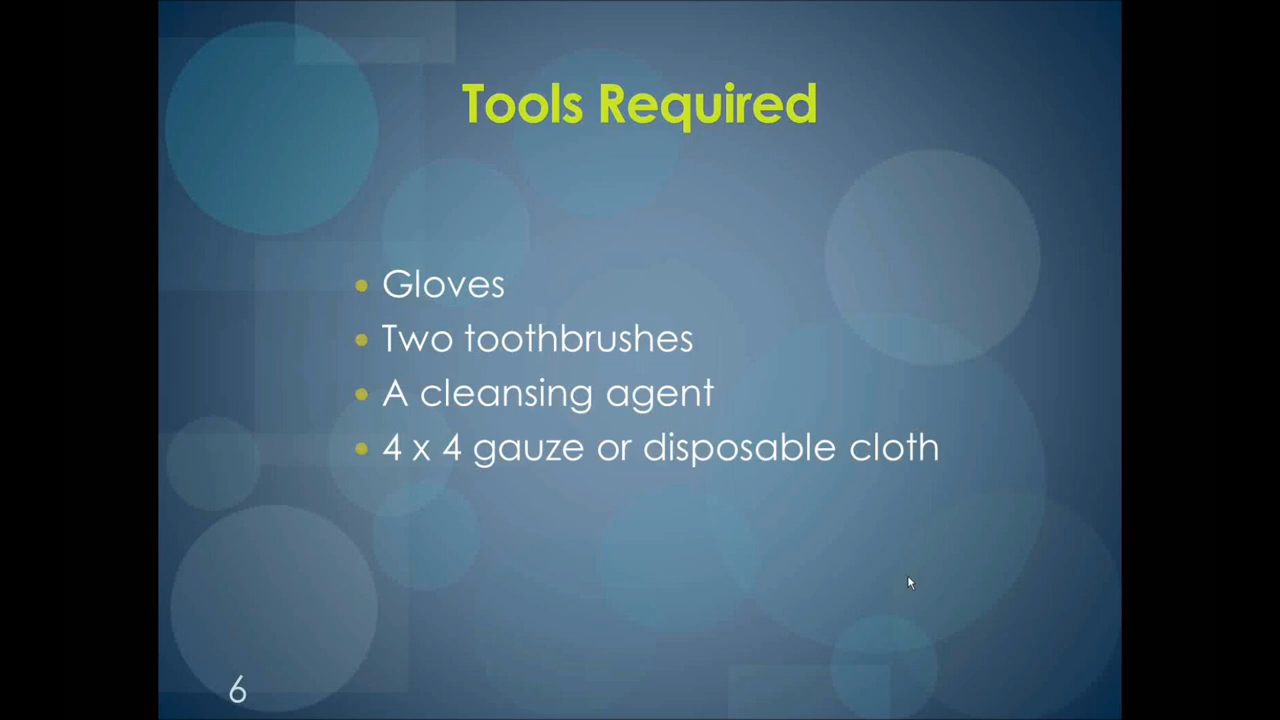 Tools Required
• Gloves
• Two toothbrushes
• A cleansing agent
• 4 x 4 gauze or disposable cloth
6